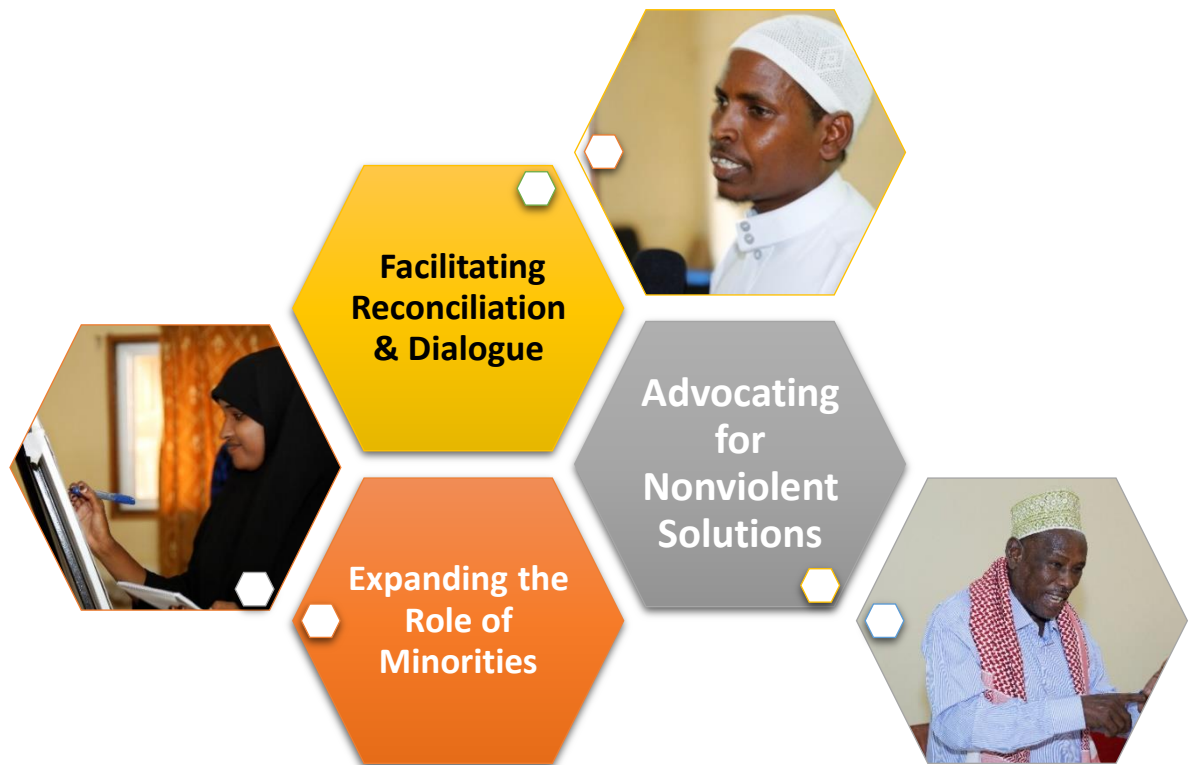 Facilitating
Reconciliation
& Dialogue
Advocating
for
Nonviolent
Solutions
Expanding the
Role of
Minorities